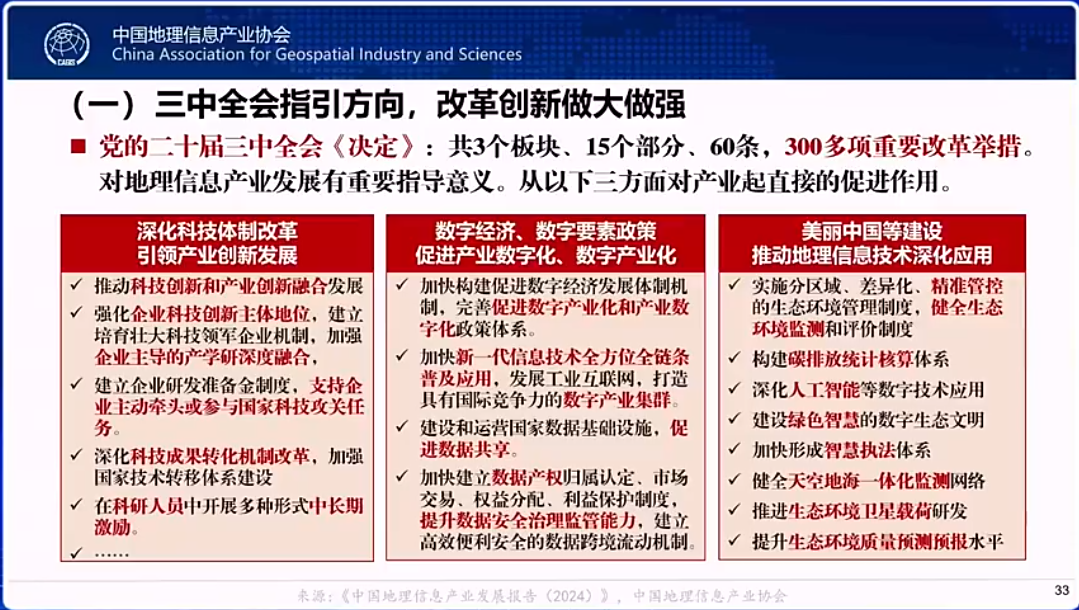 中国地理信息产业协会
China Association for Geospatial Industry and Sciences
CAGIS
（一）三中全会指引方向，改革创新做大做强
■ 党的二十届三中全会《决定》：共3个板块、15个部分、60条，300多项重要改革举措。
对地理信息产业发展有重要指导意义。从以下三方面对产业起直接的促进作用。
深化科技体制改革
引领产业创新发展
✓ 推动科技创新和产业创新融合发展
✓ 强化企业科技创新主体地位，建立
培育壮大科技领军企业机制，加强
企业主导的产学研深度融合，
✓ 建立企业研发准备金制度，支持企
业主动牵头或参与国家科技攻关任
务。
✓ 深化科技成果转化机制改革，加强
国家技术转移体系建设
✓ 在科研人员中开展多种形式中长期
激励。
✓ ……
数字经济、数字要素政策
促进产业数字化、数字产业化
✓ 加快构建促进数字经济发展体制机
制，完善促进数字产业化和产业数
字化政策体系。
✓ 加快新一代信息技术全方位全链条
普及应用，发展工业互联网，打造
具有国际竞争力的数字产业集群。
✓ 建设和运营国家数据基础设施，促
进数据共享。
✓ 加快建立数据产权归属认定、市场
交易、权益分配、利益保护制度，
提升数据安全治理监管能力，建立
高效便利安全的数据跨境流动机制。
美丽中国等建设
推动地理信息技术深化应用
✓ 实施分区域、差异化、精准管控
的生态环境管理制度，健全生态
环境监测和评价制度
✓ 构建碳排放统计核算体系
✓ 深化人工智能等数字技术应用
✓ 建设绿色智慧的数字生态文明
✓ 加快形成智慧执法体系
✓ 健全天空地海一体化监测网络
✓ 推进生态环境卫星载荷研发
✓ 提升生态环境质量预测预报水平
来源：《中国地理信息产业发展报告（2024）》，中国地理信息产业协会
33